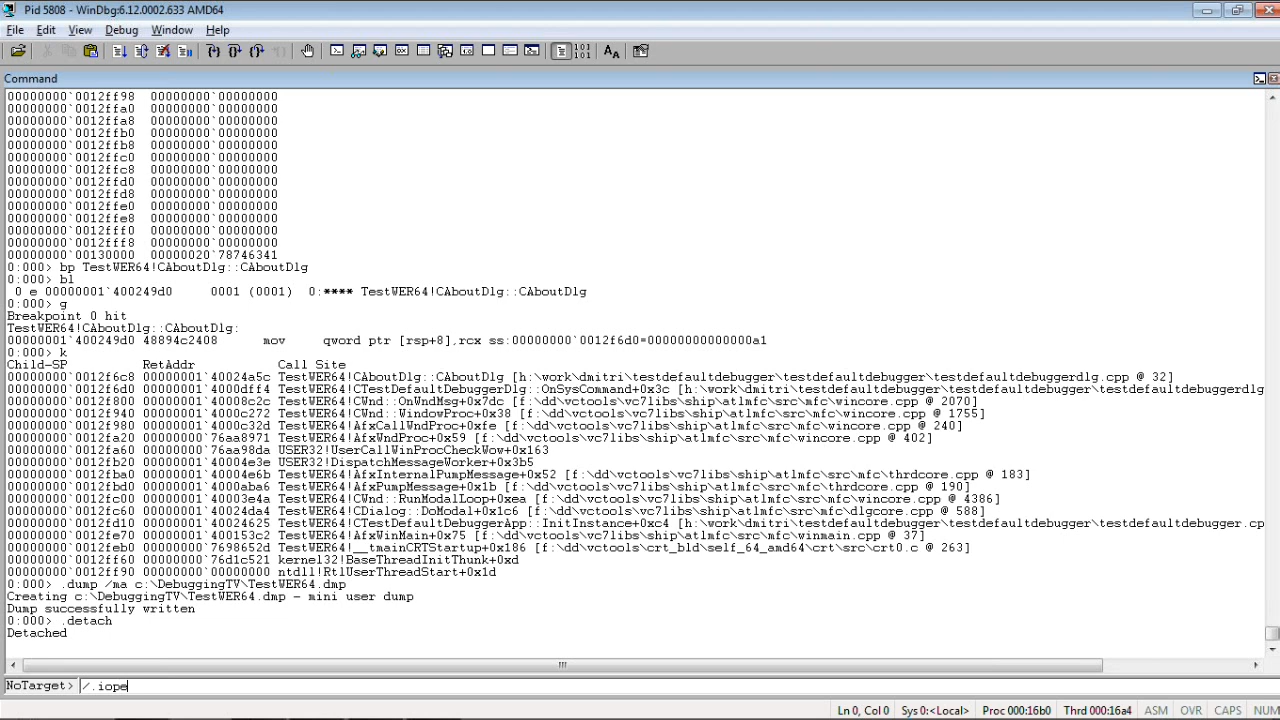 Pid 5808 - WinDbg:6.12.0002.633 AMD64
File Edit View Debug Window Help
Command
00000000`0012ff98  00000000`00000000
00000000`0012ffa0  00000000`00000000
00000000`0012ffa8  00000000`00000000
00000000`0012ffb0  00000000`00000000
00000000`0012ffb8  00000000`00000000
00000000`0012ffc0  00000000`00000000
00000000`0012ffc8  00000000`00000000
00000000`0012ffd0  00000000`00000000
00000000`0012ffd8  00000000`00000000
00000000`0012ffe0  00000000`00000000
00000000`0012ffe8  00000000`00000000
00000000`0012fff0  00000000`00000000
00000000`0012fff8  00000000`00000000
00000000`00130000  00000020`78746341
0:000> bp TestWER64!CAboutDlg::CAboutDlg
0:000> bl
0 e 00000001`400249d0     0001 (0001)  0:**** TestWER64!CAboutDlg::CAboutDlg
0:000> g
Breakpoint 0 hit
TestWER64!CAboutDlg::CAboutDlg:
00000001`400249d0 48894c2408      mov     qword ptr [rsp+8],rcx ss:00000000`0012f6d0=00000000000000a1
0:000> k
Child-SP          RetAddr           Call Site
00000000`0012f6c8 00000001`40024a5c TestWER64!CAboutDlg::CAboutDlg [h:\work\dmitri\testdefaultdebugger\testdefaultdebugger\testdefaultdebuggerdlg.cpp @ 32]
00000000`0012f6d0 00000001`4000dff4 TestWER64!CTestDefaultDebuggerDlg::OnSysCommand+0x3c [h:\work\dmitri\testdefaultdebugger\testdefaultdebugger\testdefaultdebuggerdlg
00000000`0012f800 00000001`40008c2c TestWER64!CWnd::OnWndMsg+0x7dc [f:\dd\vctools\vc7libs\ship\atlmfc\src\mfc\wincore.cpp @ 2070]
00000000`0012f940 00000001`4000c272 TestWER64!CWnd::WindowProc+0x38 [f:\dd\vctools\vc7libs\ship\atlmfc\src\mfc\wincore.cpp @ 1755]
00000000`0012f980 00000001`4000c32d TestWER64!AfxCallWndProc+0xfe [f:\dd\vctools\vc7libs\ship\atlmfc\src\mfc\wincore.cpp @ 240]
00000000`0012fa20 00000000`76aa8971 TestWER64!AfxWndProc+0x59 [f:\dd\vctools\vc7libs\ship\atlmfc\src\mfc\wincore.cpp @ 402]
00000000`0012fa60 00000000`76aa98da USER32!UserCallWinProcCheckWow+0x163
00000000`0012fb20 00000001`40004e3e USER32!DispatchMessageWorker+0x3b5
00000000`0012fba0 00000001`40004e6b TestWER64!AfxInternalPumpMessage+0x52 [f:\dd\vctools\vc7libs\ship\atlmfc\src\mfc\thrdcore.cpp @ 183]
00000000`0012fbd0 00000001`4000aba6 TestWER64!AfxPumpMessage+0x1b [f:\dd\vctools\vc7libs\ship\atlmfc\src\mfc\thrdcore.cpp @ 190]
00000000`0012fc00 00000001`40003e4a TestWER64!CWnd::RunModalLoop+0xea [f:\dd\vctools\vc7libs\ship\atlmfc\src\mfc\wincore.cpp @ 4386]
00000000`0012fc60 00000001`40024da4 TestWER64!CDialog::DoModal+0x1c6 [f:\dd\vctools\vc7libs\ship\atlmfc\src\mfc\dlgcore.cpp @ 588]
00000000`0012fd10 00000001`40024625 TestWER64!CTestDefaultDebuggerApp::InitInstance+0xc4 [h:\work\dmitri\testdefaultdebugger\testdefaultdebugger\testdefaultdebugger.cp
00000000`0012fe70 00000001`400153c2 TestWER64!AfxWinMain+0x75 [f:\dd\vctools\vc7libs\ship\atlmfc\src\mfc\winmain.cpp @ 37]
00000000`0012feb0 00000000`7698652d TestWER64!__tmainCRTStartup+0x186 [f:\dd\vctools\crt_bld\self_64_amd64\crt\src\crt0.c @ 263]
00000000`0012ff60 00000000`76d1c521 kernel32!BaseThreadInitThunk+0xd
00000000`0012ff90 00000000`00000000 ntdll!RtlUserThreadStart+0x1d
0:000> .dump /ma c:\DebuggingTV\TestWER64.dmp
Creating c:\DebuggingTV\TestWER64.dmp - mini user dump
Dump successfully written
0:000> .detach
Detached
NoTarget> /.iope
Ln 0, Col 0 Sys 0:<Local> Proc 000:16b0 Thrd 000:16a4 ASM OVR CAPS NUM